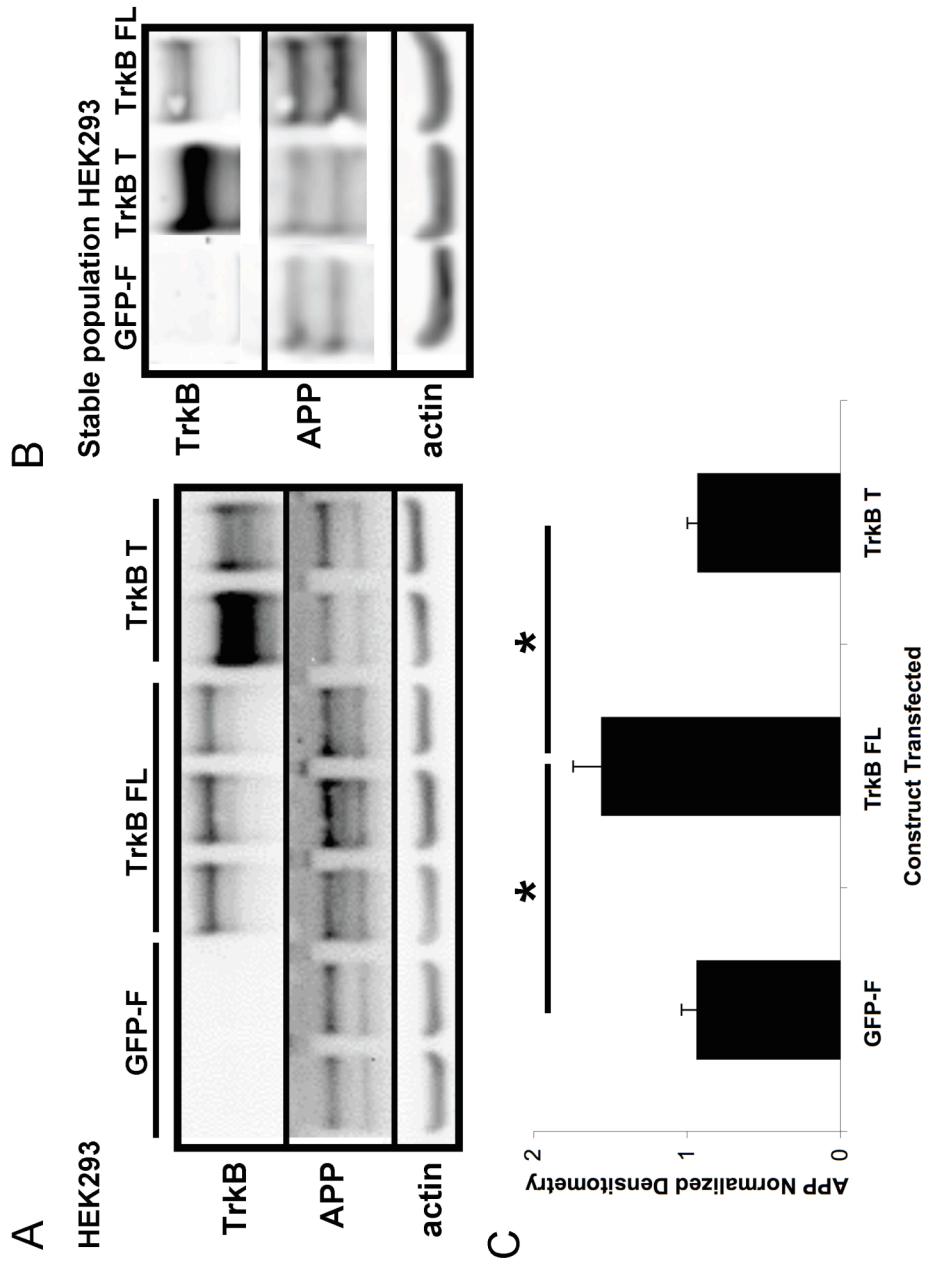 A
HEK293
GFP-F
TrkB FL
TrkB T
TrkB
APP
actin
B
Stable population HEK293
GFP-F
TrkB T
TrkB FL
TrkB
APP
actin
C
*
*
2
1
0
APP Normalized Densitometry
GFP-F
TrkB FL
TrkB T
Construct Transfected